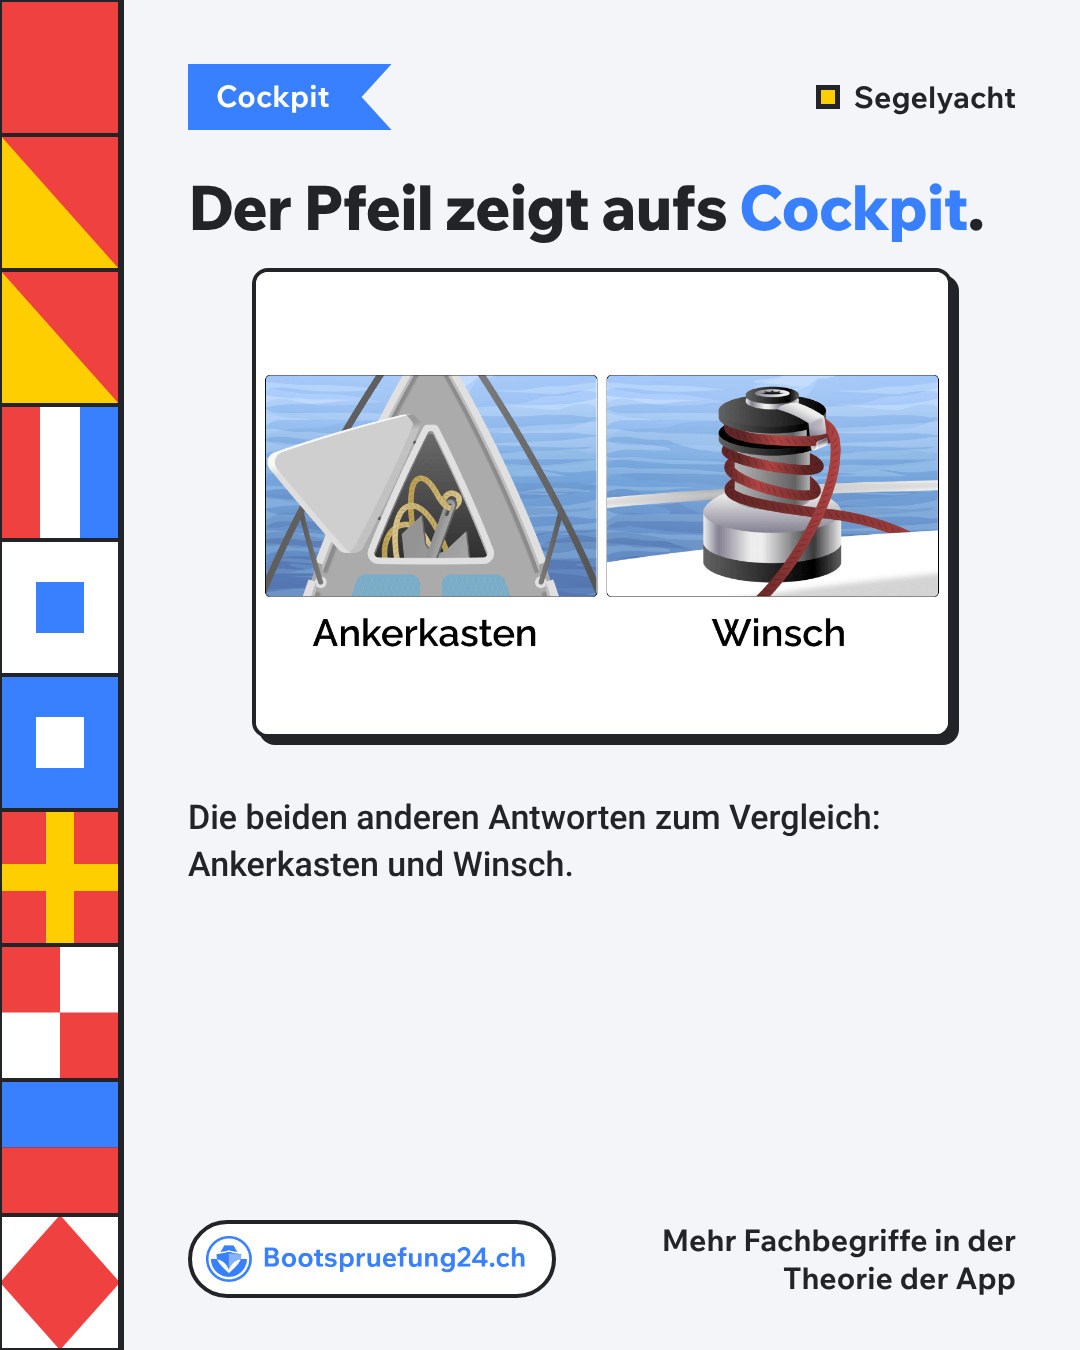 Cockpit
Segelyacht
Der Pfeil zeigt aufs Cockpit.
Ankerkasten
Winsch
Die beiden anderen Antworten zum Vergleich:
Ankerkasten und Winsch.
Bootspruefung24.ch
Mehr Fachbegriffe in der
Theorie der App